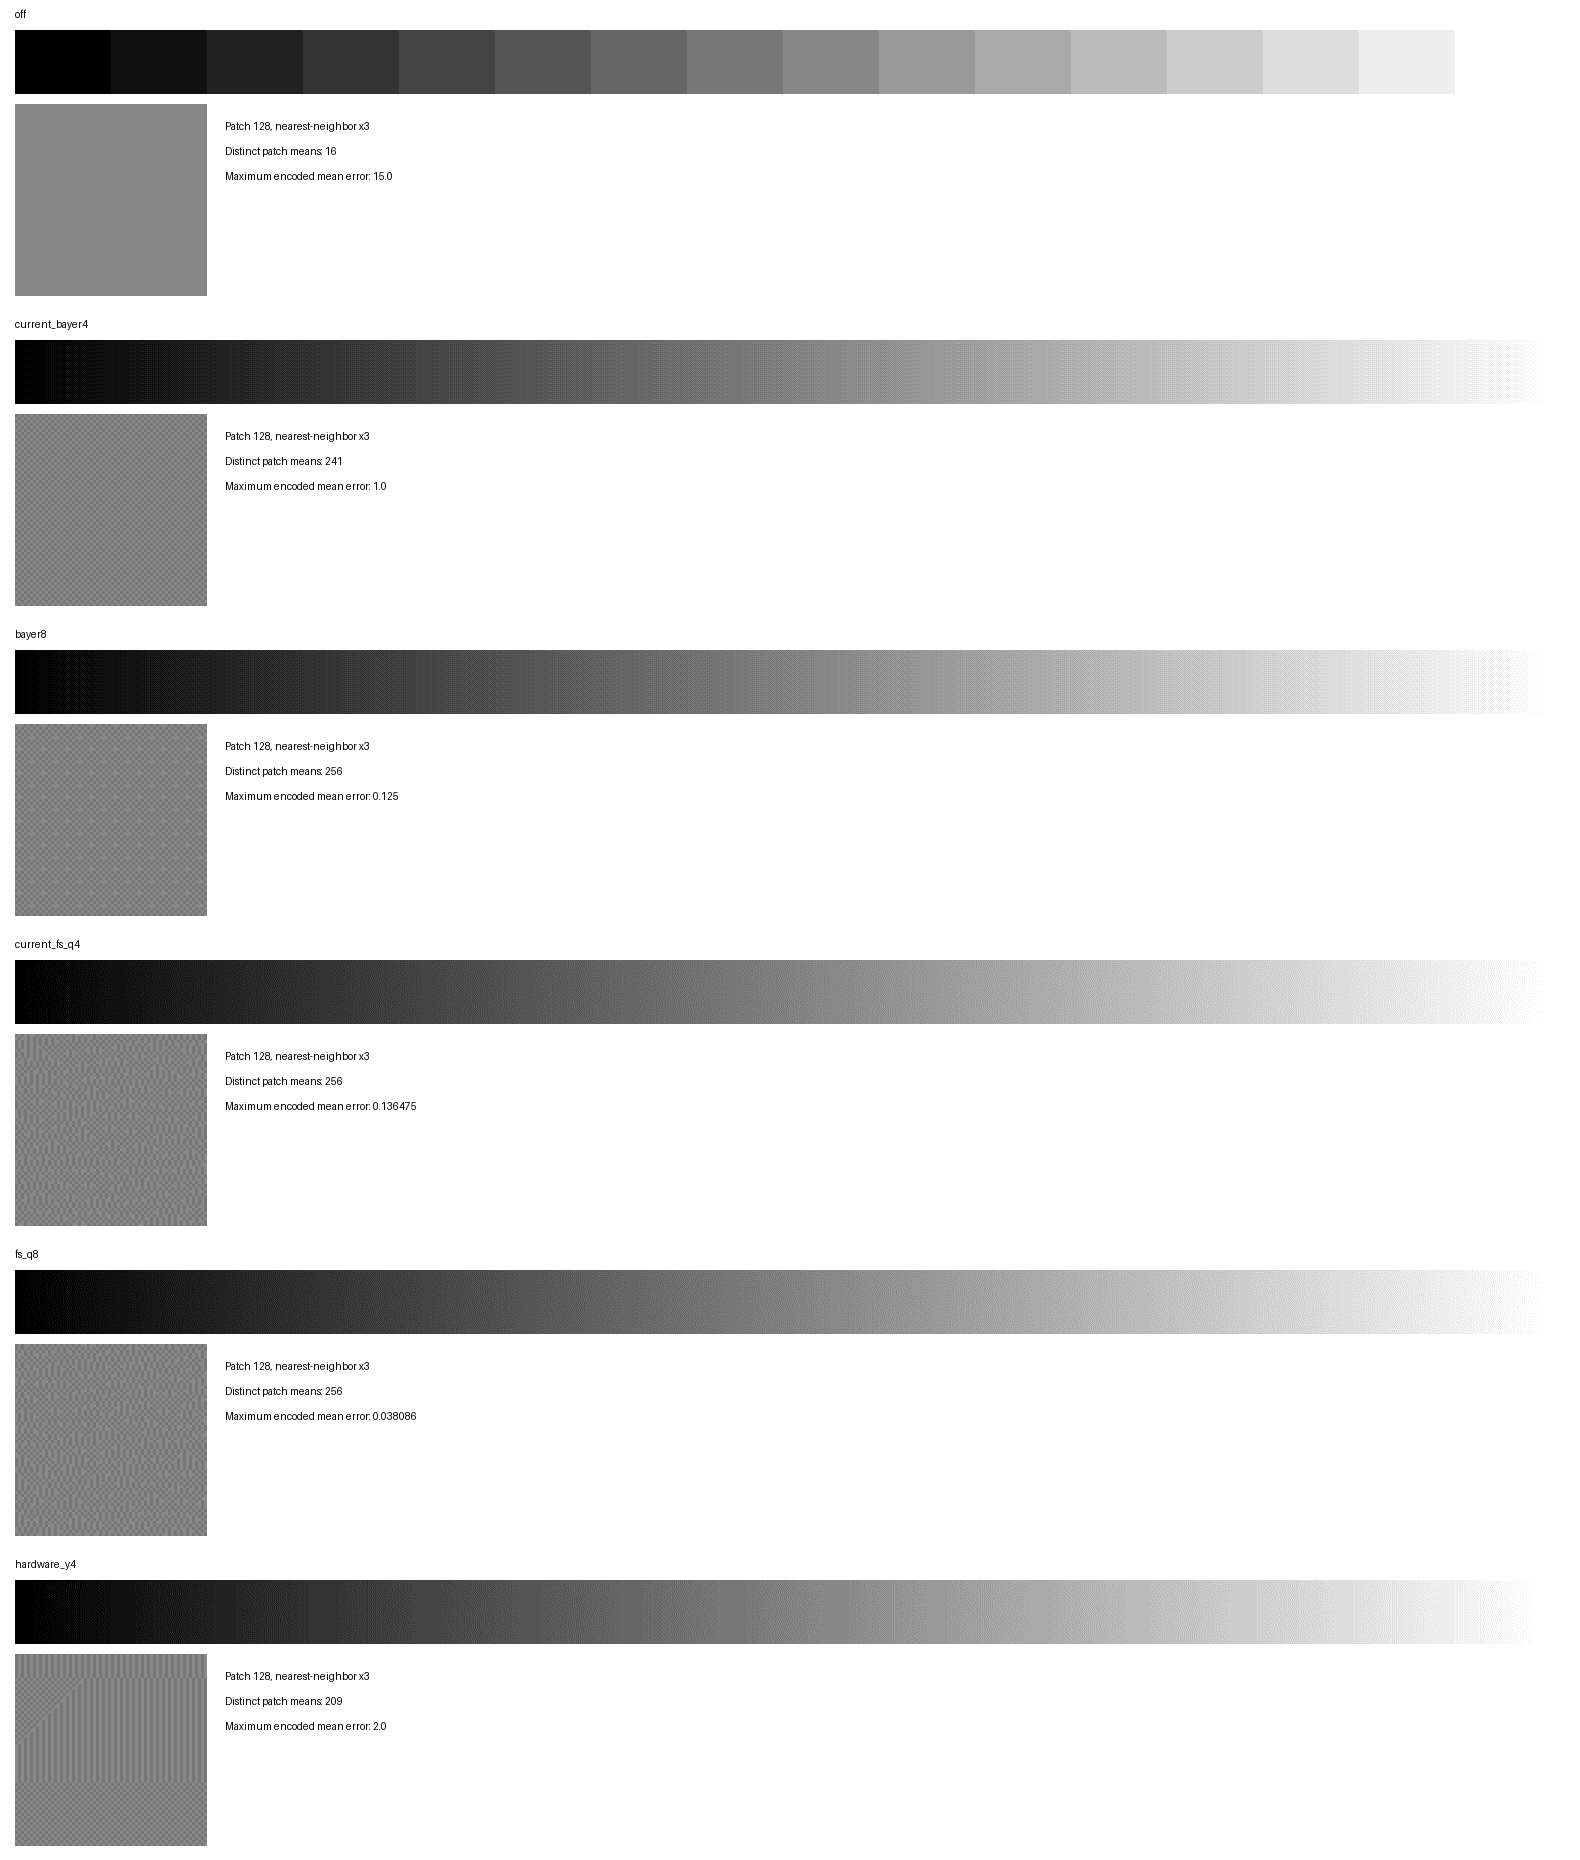 off
Patch 128, nearest-neighbor x3
Distinct patch means: 16
Maximum encoded mean error: 15.0
current_bayer4
Patch 128, nearest-neighbor x3
Distinct patch means: 241
Maximum encoded mean error: 1.0
bayer8
Patch 128, nearest-neighbor x3
Distinct patch means: 256
Maximum encoded mean error: 0.125
current_fs_q4
Patch 128, nearest-neighbor x3
Distinct patch means: 256
Maximum encoded mean error: 0.136475
fs_q8
Patch 128, nearest-neighbor x3
Distinct patch means: 256
Maximum encoded mean error: 0.038086
hardware_y4
Patch 128, nearest-neighbor x3
Distinct patch means: 209
Maximum encoded mean error: 2.0